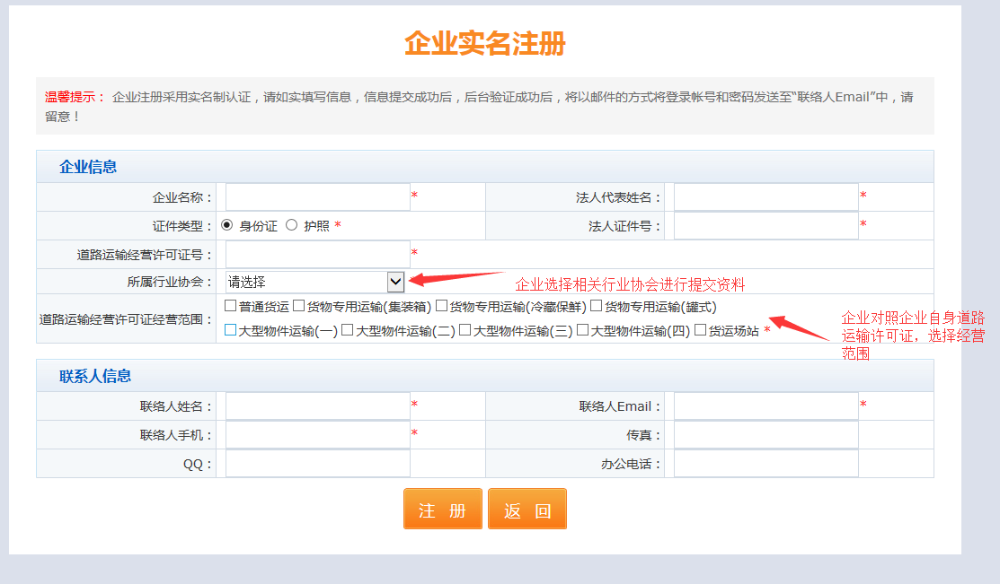 企业实名注册
温馨提示： 企业注册采用实名制认证，请如实填写信息，信息提交成功后，后台验证成功后，将以邮件的方式将登录帐号和密码发送至“联络人Email”中，请
留意！
企业信息
企业名称： * 法人代表姓名： *
证件类型： 身份证 护照 * 法人证件号： *
道路运输经营许可证号： *
所属行业协会： 请选择 企业选择相关行业协会进行提交资料
道路运输经营许可证经营范围： 普通货运 货物专用运输(集装箱) 货物专用运输(冷藏保鲜) 货物专用运输(罐式)
大型物件运输(一) 大型物件运输(二) 大型物件运输(三) 大型物件运输(四) 货运场站 *
企业对照企业自身道路
运输许可证，选择经营
范围
联系人信息
联络人姓名： * 联络人Email： *
联络人手机： * 传真：
QQ： 办公电话：
注 册 返 回